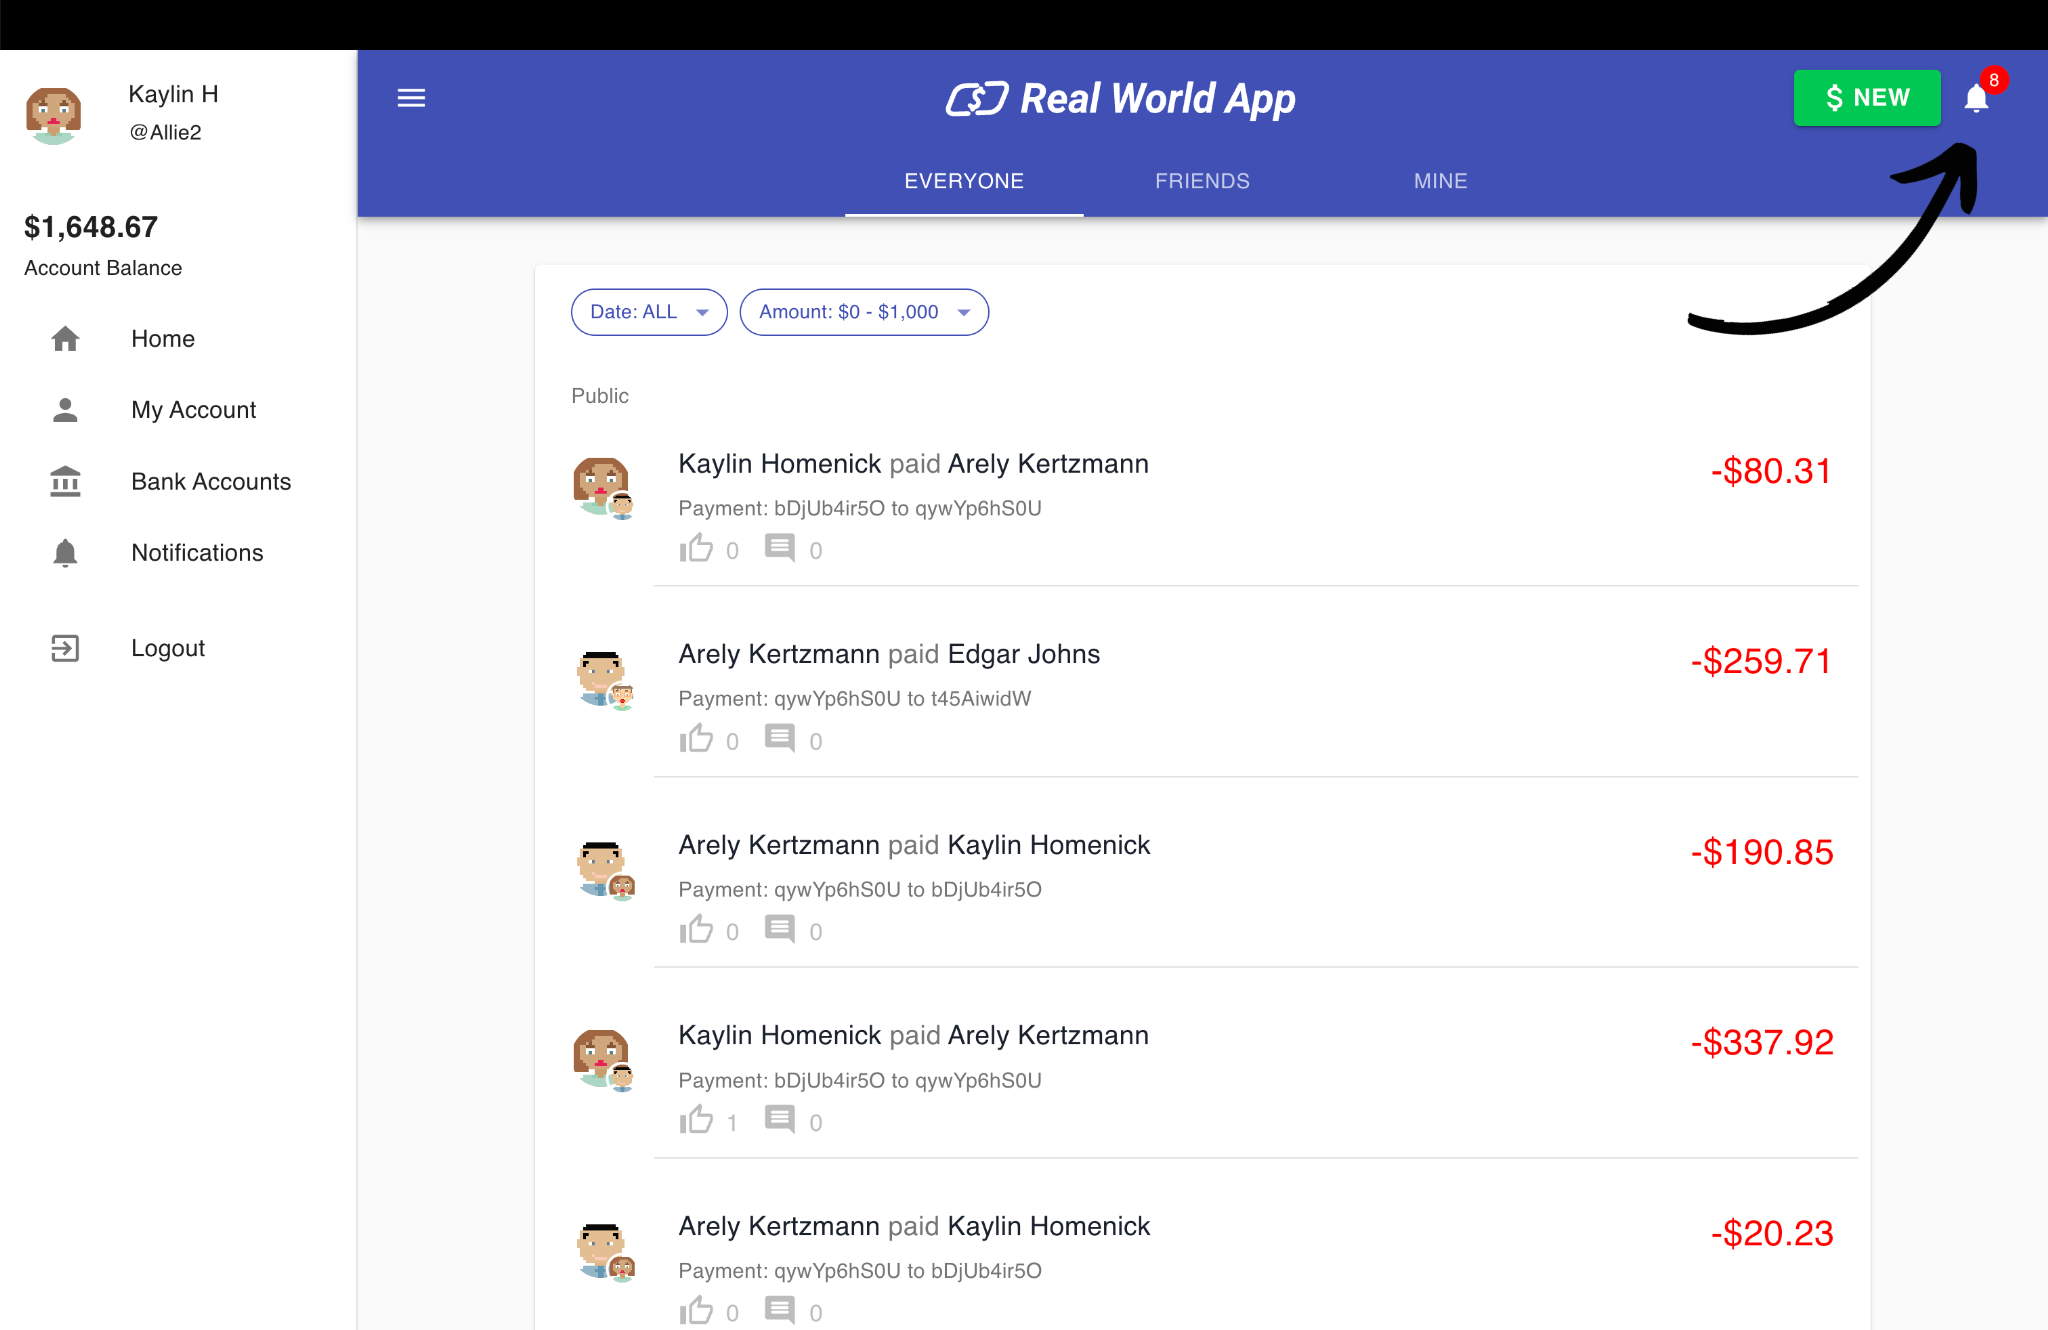 Kaylin H
@Allie2
$1,648.67
Account Balance
Home
My Account
Bank Accounts
Notifications
Logout
Real World App
$ NEW
8
EVERYONE FRIENDS MINE
Date: ALL Amount: $0 - $1,000
Public
Kaylin Homenick paid Arely Kertzmann -$80.31
Payment: bDjUb4ir5O to qywYp6hS0U
0 0
Arely Kertzmann paid Edgar Johns -$259.71
Payment: qywYp6hS0U to t45AiwidW
0 0
Arely Kertzmann paid Kaylin Homenick -$190.85
Payment: qywYp6hS0U to bDjUb4ir5O
0 0
Kaylin Homenick paid Arely Kertzmann -$337.92
Payment: bDjUb4ir5O to qywYp6hS0U
1 0
Arely Kertzmann paid Kaylin Homenick -$20.23
Payment: qywYp6hS0U to bDjUb4ir5O
0 0